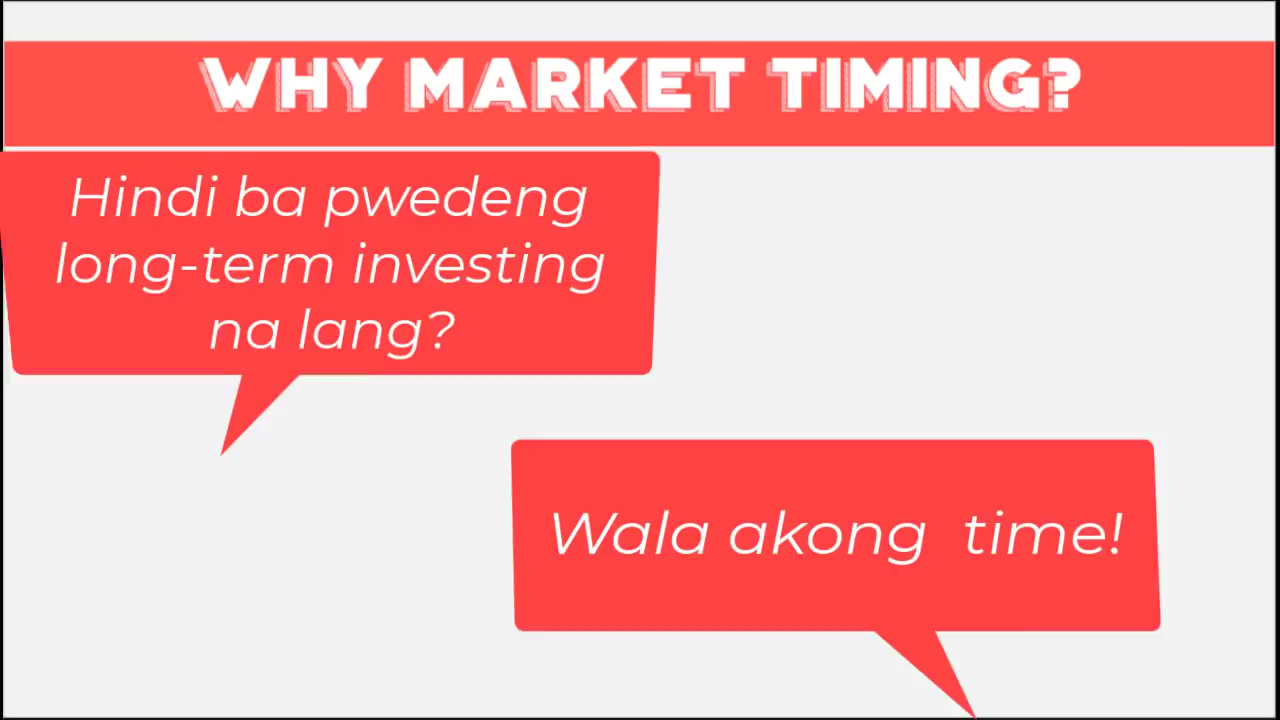 WHY MARKET TIMING?
Hindi ba pwedeng
long-term investing
na lang?
Wala akong time!